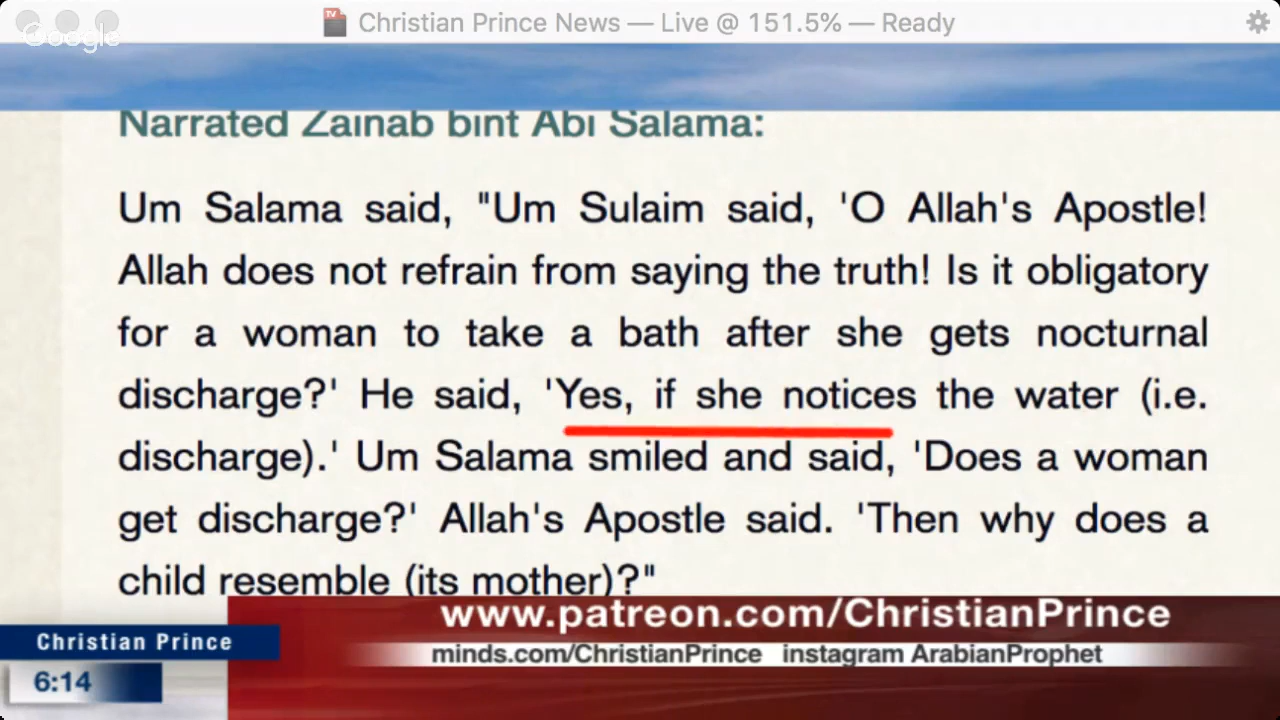 Christian Prince News — Live @ 151.5% — Ready
Google
TV
Narrated Zainab bint Abi Salama:
Um Salama said, "Um Sulaim said, 'O Allah's Apostle!
Allah does not refrain from saying the truth! Is it obligatory
for a woman to take a bath after she gets nocturnal
discharge?' He said, 'Yes, if she notices the water (i.e.
discharge).' Um Salama smiled and said, 'Does a woman
get discharge?' Allah's Apostle said. 'Then why does a
child resemble (its mother)?"
www.patreon.com/ChristianPrince
Christian Prince
minds.com/ChristianPrince instagram ArabianProphet
6:14